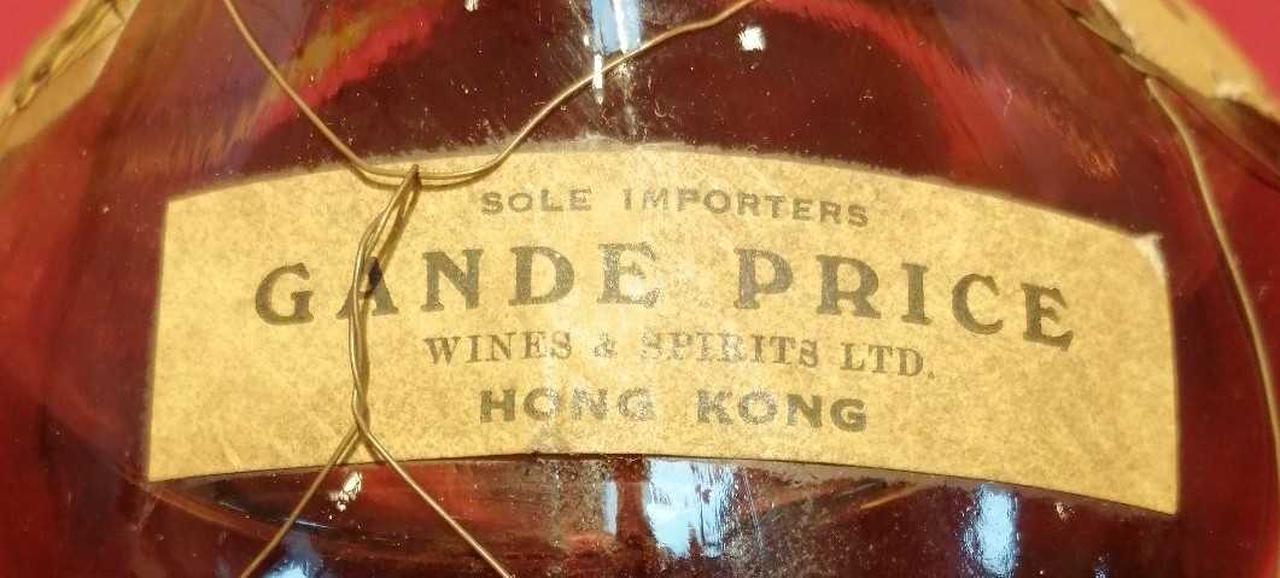 SOLE IMPORTERS
GANDE PRICE
WINES & SPIRITS LTD.
HONG KONG